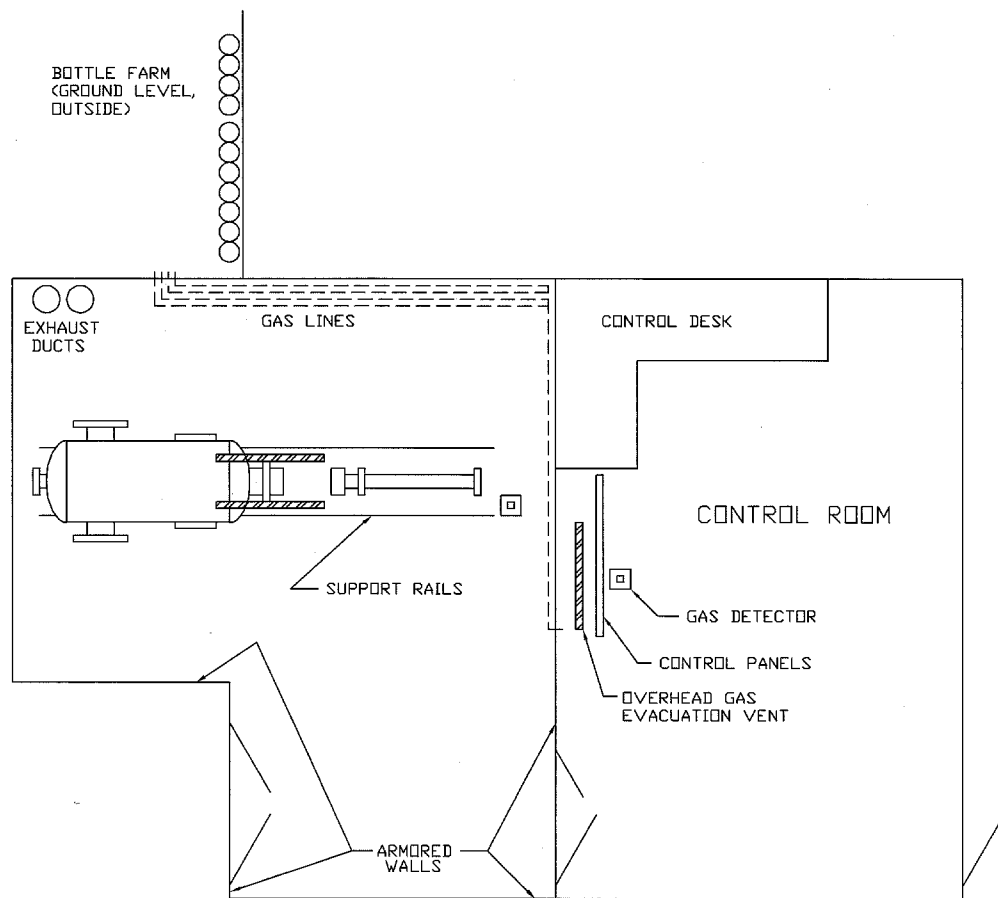 BOTTLE FARM
(GROUND LEVEL,
OUTSIDE)
EXHAUST
DUCTS
GAS LINES
CONTROL DESK
CONTROL ROOM
SUPPORT RAILS
GAS DETECTOR
CONTROL PANELS
OVERHEAD GAS
EVACUATION VENT
ARMORED
WALLS